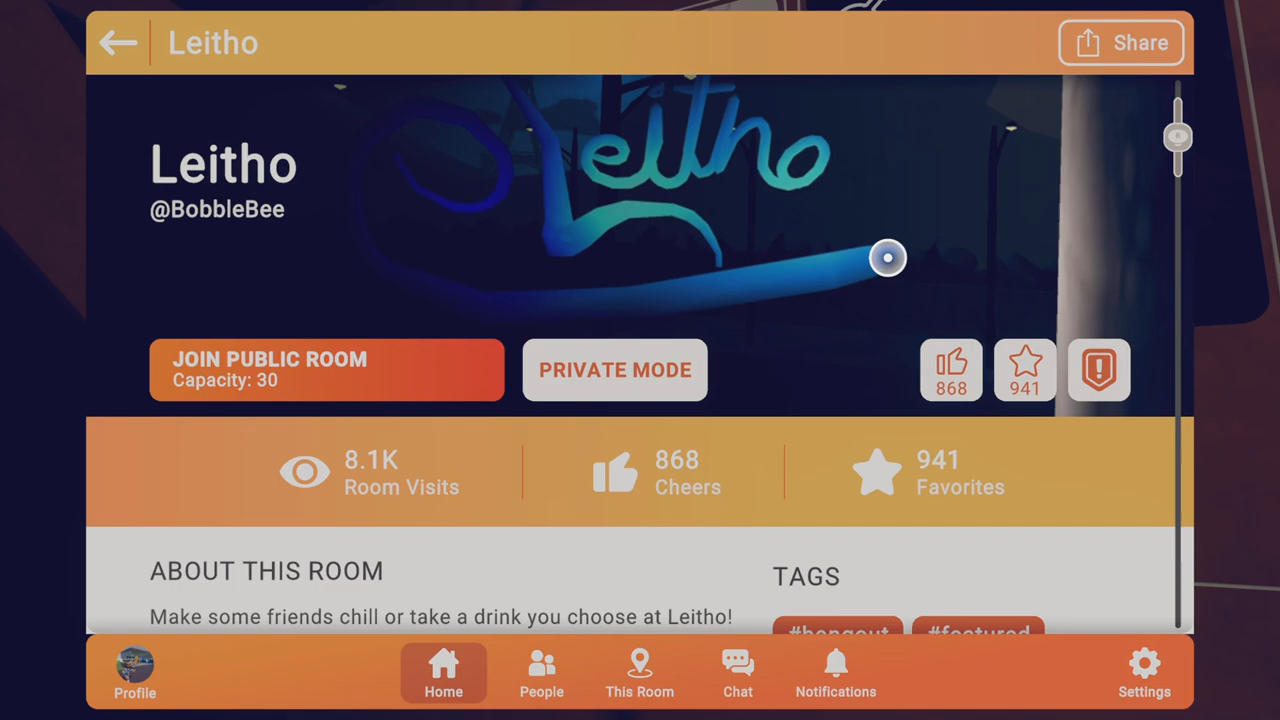 Leitho
Share
Leitho
Leitho
@BobbleBee
JOIN PUBLIC ROOM
Capacity: 30
PRIVATE MODE
868
941
8.1K
Room Visits
868
Cheers
941
Favorites
ABOUT THIS ROOM
Make some friends chill or take a drink you choose at Leitho!
TAGS
#hangout
#featured
Profile
Home
People
This Room
Chat
Notifications
Settings